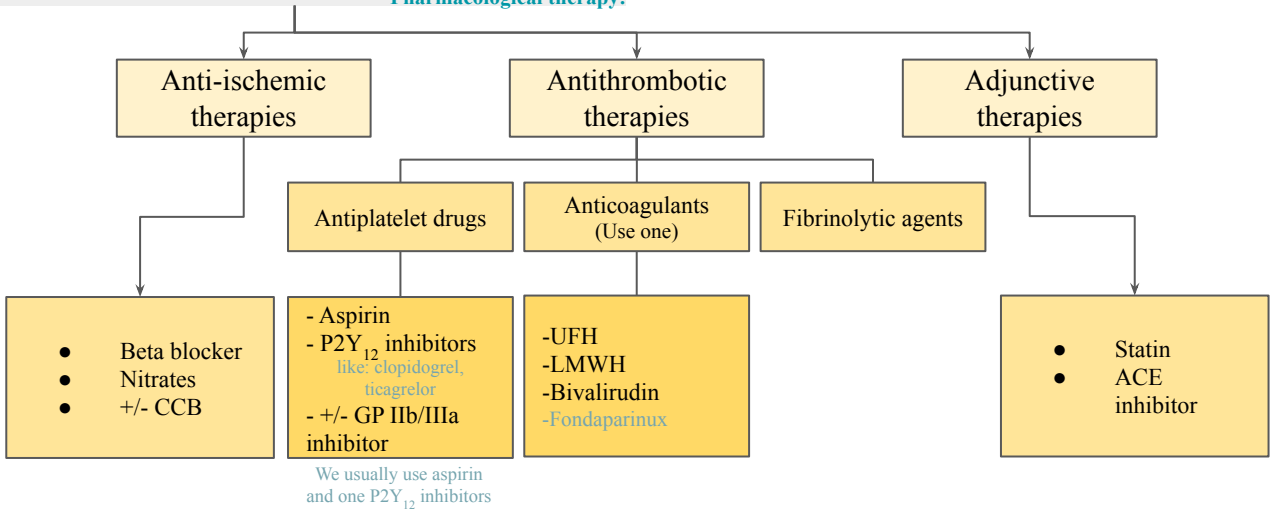 Pharmacological therapy:
Anti-ischemic
therapies
Antithrombotic
therapies
Adjunctive
therapies
Antiplatelet drugs
Anticoagulants
(Use one)
Fibrinolytic agents
● Beta blocker
● Nitrates
● +/- CCB
- Aspirin
- P2Y12 inhibitors
like: clopidogrel,
ticagrelor
- +/- GP IIb/IIIa
inhibitor
-UFH
-LMWH
-Bivalirudin
-Fondaparinux
● Statin
● ACE
inhibitor
We usually use aspirin
and one P2Y12 inhibitors